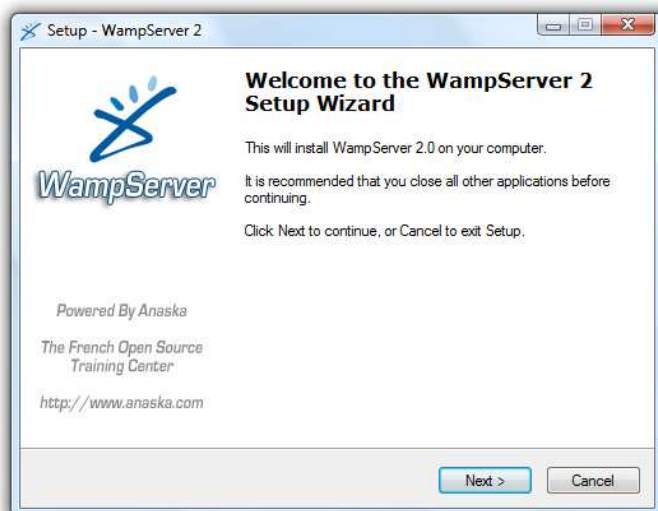 Setup - WampServer 2
Welcome to the WampServer 2
Setup Wizard
This will install WampServer 2.0 on your computer.
It is recommended that you close all other applications before
continuing.
Click Next to continue, or Cancel to exit Setup.
WampServer
Powered By Anaska
The French Open Source
Training Center
http://www.anaska.com
Next >
Cancel